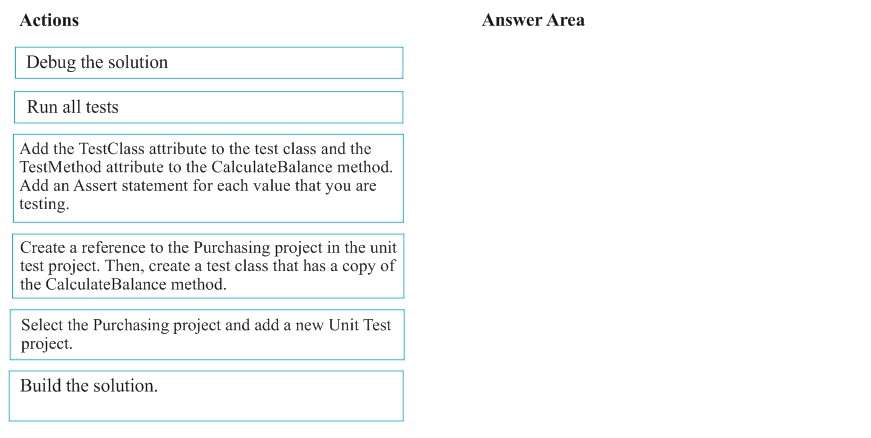 Actions
Answer Area
Debug the solution
Run all tests
Add the TestClass attribute to the test class and the
TestMethod attribute to the CalculateBalance method.
Add an Assert statement for each value that you are
testing.
Create a reference to the Purchasing project in the unit
test project. Then, create a test class that has a copy of
the CalculateBalance method.
Select the Purchasing project and add a new Unit Test
project.
Build the solution.